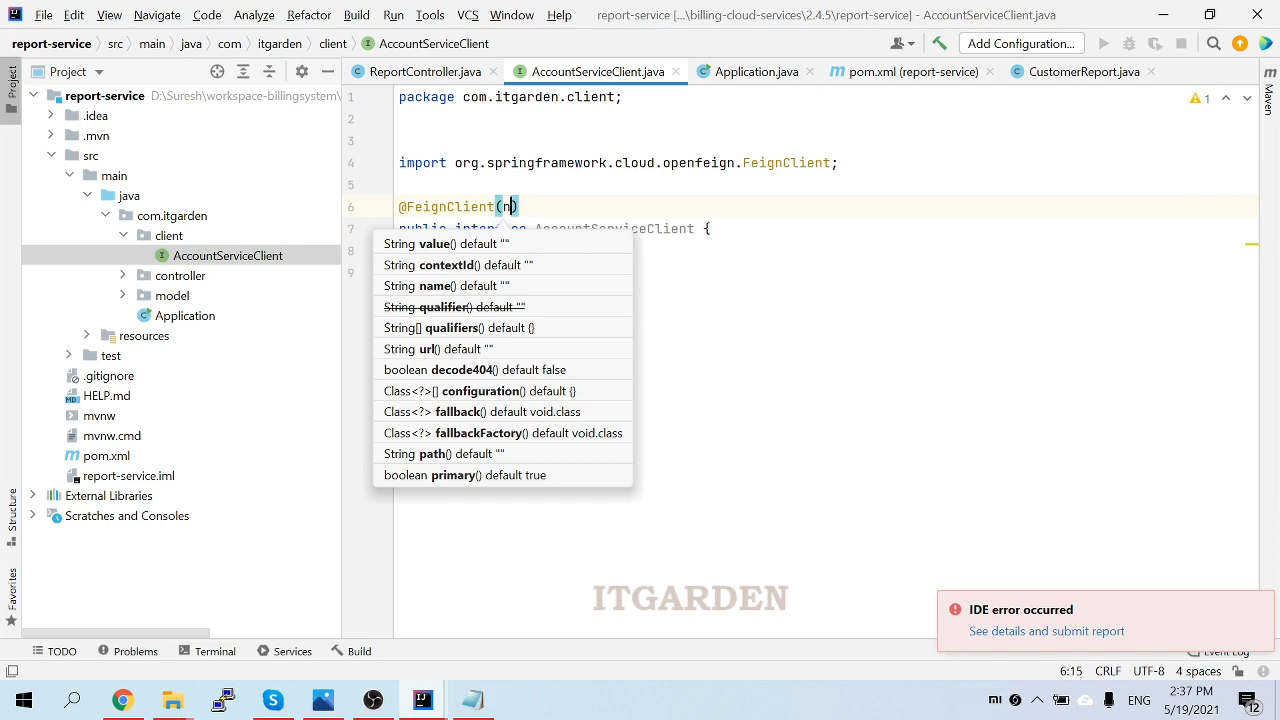 File Edit View Navigate Code Analyze Refactor Build Run Tools VCS Window Help report-service [...\billing cloud-services\2.4.5\report-service] - AccountServiceClient.java
report-service src main java com itgarden client AccountServiceClient Add Configuration...
Project ReportController.java AccountServiceClient.java Application.java pom.xml (report-service) CustomerReport.java
Project
Maven
report-service D:\Suresh\workspace-billingsystem\
.idea
.mvn
src
main
java
com.itgarden
client
AccountServiceClient
controller
model
Application
resources
test
.gitignore
HELP.md
mvnw
mvnw.cmd
pom.xml
report-service.iml
External Libraries
Scratches and Consoles
Structure
Favorites
1 package com.itgarden.client; 1
2
3
4 import org.springframework.cloud.openfeign.FeignClient;
5
6 @FeignClient(n)
7 public interface AccountServiceClient {
8
9
String value() default ""
String contextId() default ""
String name() default ""
String qualifier() default ""
String[] qualifiers() default {}
String url() default ""
boolean decode404() default false
Class<?>[] configuration() default {}
Class<?> fallback() default void.class
Class<?> fallbackFactory() default void.class
String path() default ""
boolean primary() default true
ITGARDEN
IDE error occurred
See details and submit report
TODO Problems Terminal Services Build Event Log
6:15 CRLF UTF-8 4 spaces
ENG 2:37 PM
5/19/2021 12